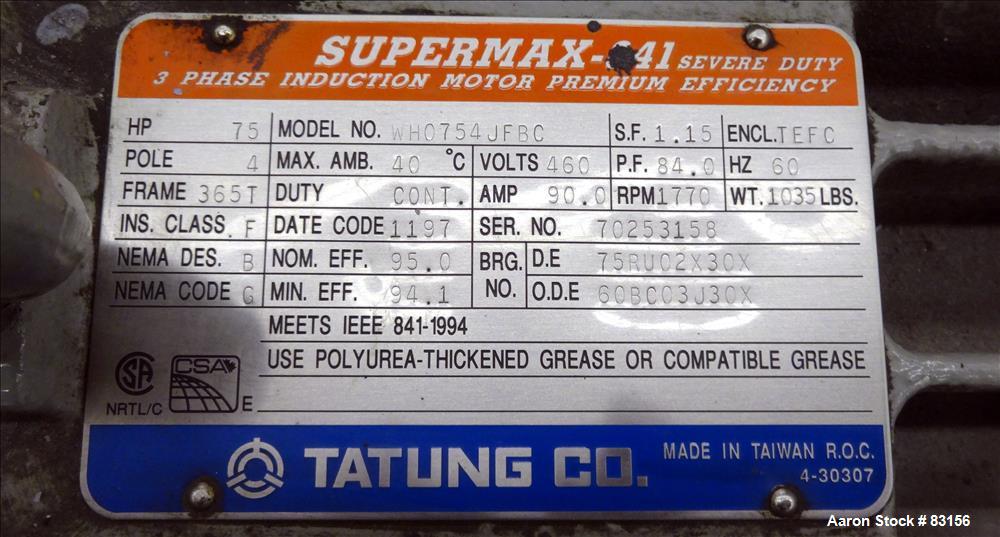 SUPERMAX-841 SEVERE DUTY
3 PHASE INDUCTION MOTOR PREMIUM EFFICIENCY
HP 75 MODEL NO. WH0754JFBC S.F. 1.15 ENCL. TEFC
POLE 4 MAX. AMB. 40 °C VOLTS 460 P.F. 84.0 HZ 60
FRAME 365T DUTY CONT. AMP 90.0 RPM 1770 WT. 1035 LBS.
INS. CLASS. F DATE CODE 1197 SER. NO. 70253158
NEMA DES. B NOM. EFF. 95.0 BRG. NO. D.E 75RU02X30X
NEMA CODE G MIN. EFF. 94.1 O.D.E 60BC03J30X
MEETS IEEE 841-1994
USE POLYUREA-THICKENED GREASE OR COMPATIBLE GREASE
SA CSA
NRTL/C E
TATUNG CO. MADE IN TAIWAN R.O.C.
4-30307
Aaron Stock # 83156